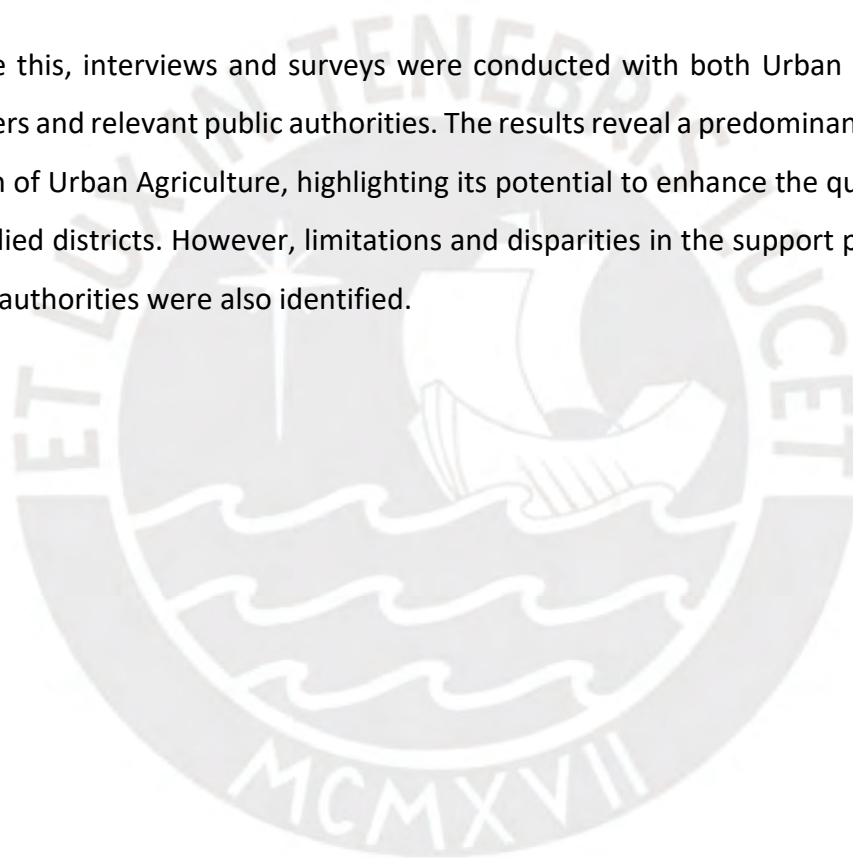 e this, interviews and surveys were conducted with both Urban
ers and relevant public authorities. The results reveal a predominan
n of Urban Agriculture, highlighting its potential to enhance the qu
lied districts. However, limitations and disparities in the support p
authorities were also identified.
ET LUX IN TENEBRIS LUCET
MCMXVII